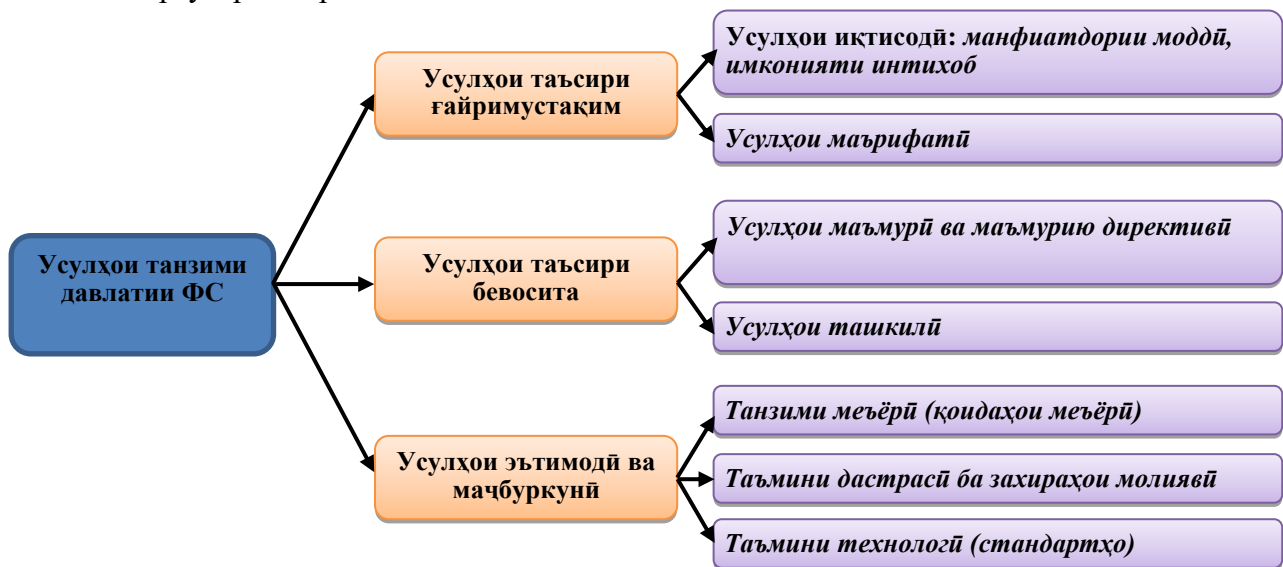 Усулҳои танзими
давлатии ФС
Усулҳои таъсири
ғайримустақим
Усулҳои иқтисодӣ: манфиатдории моддӣ,
имконияти интихоб
Усулҳои маърифатӣ
Усулҳои таъсири
бевосита
Усулҳои маъмурӣ ва маъмурию директивӣ
Усулҳои ташкилӣ
Усулҳои эътимодӣ ва
маҷбуркунӣ
Танзими меъёрӣ (қоидаҳои меъёрӣ)
Таъмини дастрасӣ ба захираҳои молиявӣ
Таъмини технологӣ (стандартҳо)